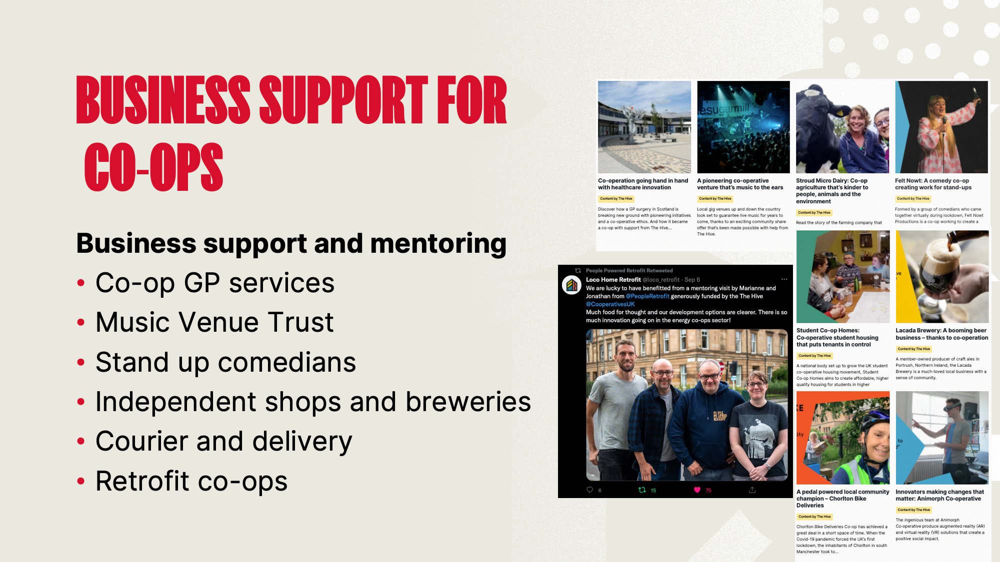 BUSINESS SUPPORT FOR
CO-OPS
Business support and mentoring
• Co-op GP services
• Music Venue Trust
• Stand up comedians
• Independent shops and breweries
• Courier and delivery
• Retrofit co-ops
esugarmill
Co-operation going hand in hand
with healthcare innovation
Content by The Hive
Discover how a GP surgery in Scotland is
breaking new ground with pioneering initiatives
and a co-operative ethos. And how it became
a co-op with support from The Hive...
A pioneering co-operative
venture that's music to the ears
Content by The Hive
Local gig venues up and down the country
look set to guarantee live music for years to
come, thanks to an exciting community share
offer that's been made possible with help from
The Hive.
Stroud Micro Dairy: Co-op
agriculture that's kinder to
people, animals and the
environment
Content by The Hive
Read the story of the farming company that
Felt Nowt: A comedy co-op
creating work for stand-ups
Content by The Hive
Formed by a group of comedians who came
together virtually during lockdown, Felt Nowt
Productions is a co-op working to create a
People Powered Retrofit Retweeted
Loco Home Retrofit @loco_retrofit · Sep 6
We are lucky to have benefitted from a mentoring visit by Marianne and
Jonathan from @PeopleRetrofit generously funded by the The Hive
@CooperativesUK
Much food for thought and our development options are clearer. There is so
much innovation going on in the energy co-ops sector!
PE PLE
PO ERED
RETROFIT
6 15 75
Student Co-op Homes:
Co-operative student housing
that puts tenants in control
Content by The Hive
A national body set up to grow the UK student
co-operative housing movement, Student
Co-op Homes aims to create affordable, higher
quality housing for students in higher
ve
Lacada Brewery: A booming beer
business – thanks to co-operation
Content by The Hive
A member-owned producer of craft ales in
Portrush, Northern Ireland, the Lacada
Brewery is a much-loved local business with a
sense of community.
KE
ity
A pedal powered local community
champion – Chorlton Bike
Deliveries
Content by The Hive
Chorlton Bike Deliveries Co-op has achieved a
great deal in a short space of time. When the
Covid-19 pandemic forced the UK's first
lockdown, the inhabitants of Chorlton in south
Manchester took to...
to
d"
Innovators making changes that
matter: Animorph Co-operative
Content by The Hive
The ingenious team at Animorph
Co-operative produce augmented reality (AR)
and virtual reality (VR) solutions that create a
positive social impact.